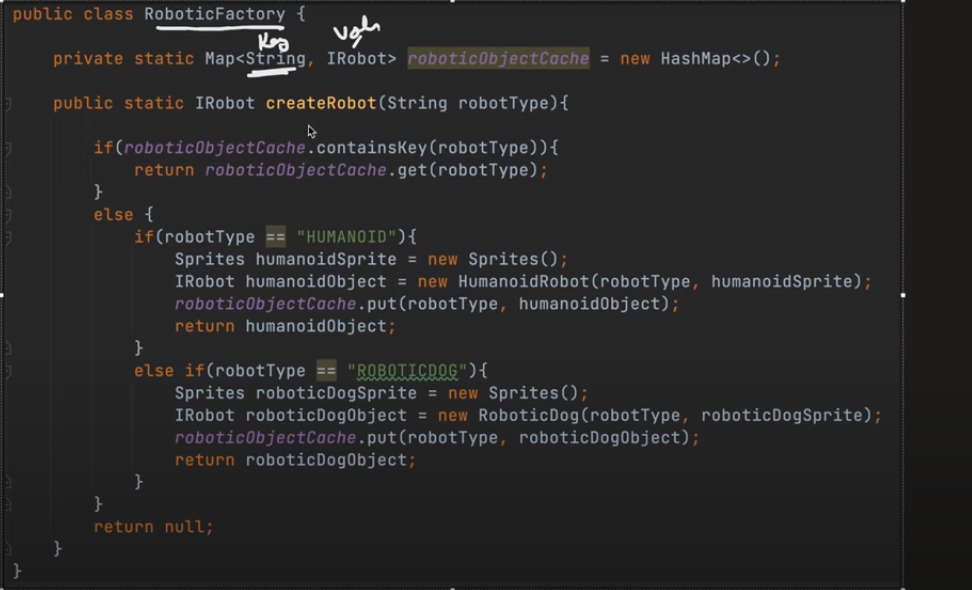 public class RoboticFactory {
Key
private static Map<String, IRobot> roboticObjectCache = new HashMap<>();
public static IRobot createRobot(String robotType){
if(roboticObjectCache.containsKey(robotType)){
return roboticObjectCache.get(robotType);
}
else {
if(robotType == "HUMANOID"){
Sprites humanoidSprite = new Sprites();
IRobot humanoidObject = new HumanoidRobot(robotType, humanoidSprite);
roboticObjectCache.put(robotType, humanoidObject);
return humanoidObject;
}
else if(robotType == "ROBOTICDOG"){
Sprites roboticDogSprite = new Sprites();
IRobot roboticDogObject = new RoboticDog(robotType, roboticDogSprite);
roboticObjectCache.put(robotType, roboticDogObject);
return roboticDogObject;
}
}
return null;
}
}